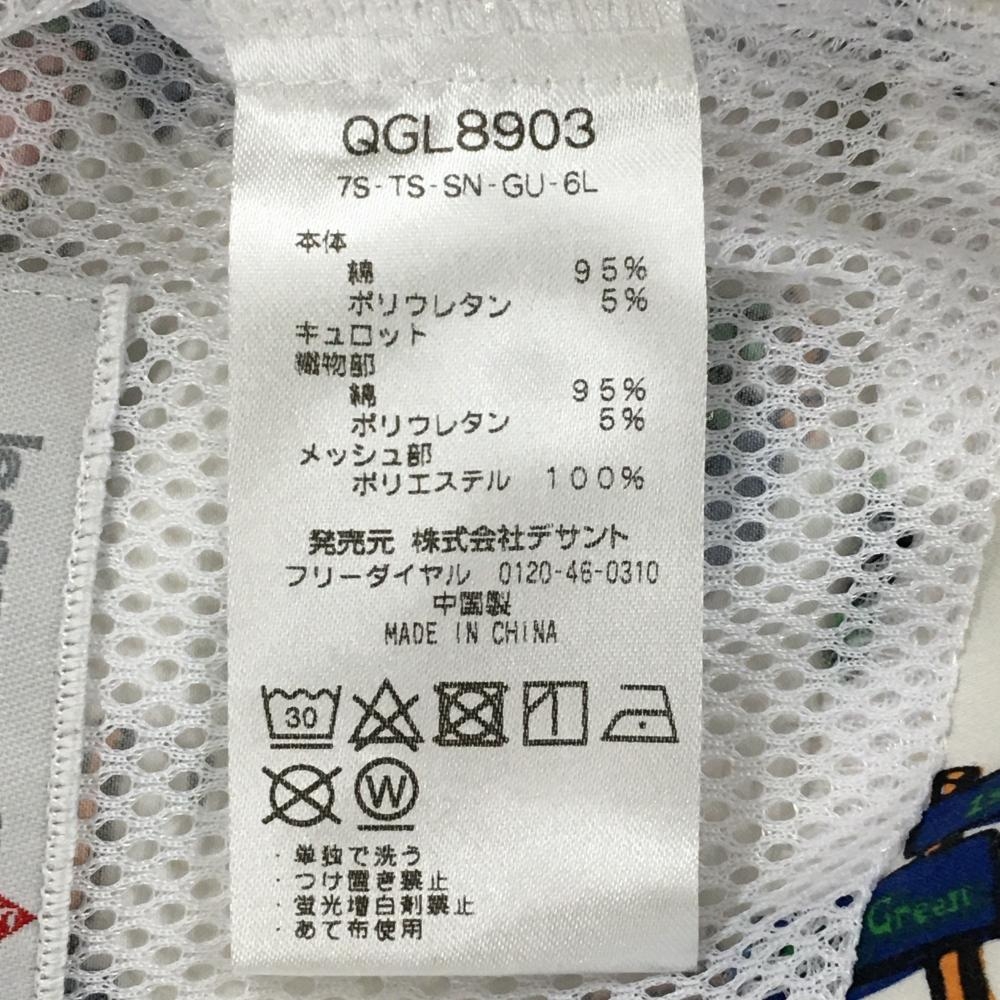 QGL8903
7S-TS-SN-GU-6L
本体
綿 95%
ポリウレタン 5%
キュロット
織物部
綿 95%
ポリウレタン 5%
メッシュ部
ポリエステル 100%
発売元 株式会社デサント
フリーダイヤル 0120-46-0310
中国製
MADE IN CHINA
30
W
・単独で洗う
・つけ置き禁止
・蛍光増白剤禁止
・あて布使用
Green